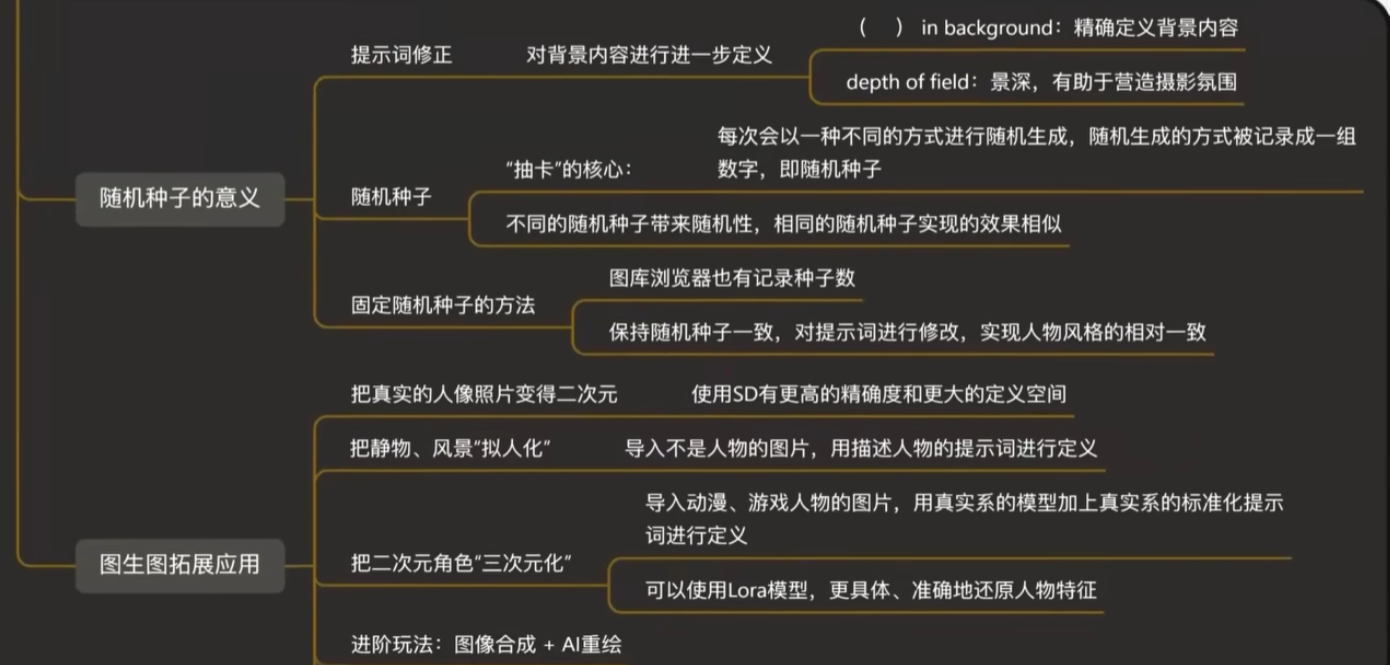 提示词修正
对背景内容进行进一步定义
（ ） in background：精确定义背景内容
depth of field：景深，有助于营造摄影氛围
随机种子的意义
随机种子
“抽卡”的核心：
每次会以一种不同的方式进行随机生成，随机生成的方式被记录成一组
数字，即随机种子
不同的随机种子带来随机性，相同的随机种子实现的效果相似
固定随机种子的方法
图库浏览器也有记录种子数
保持随机种子一致，对提示词进行修改，实现人物风格的相对一致
图生图拓展应用
把真实的人像照片变得二次元
使用SD有更高的精确度和更大的定义空间
把静物、风景“拟人化”
导入不是人物的图片，用描述人物的提示词进行定义
把二次元角色“三次元化”
导入动漫、游戏人物的图片，用真实系的模型加上真实系的标准化提示
词进行定义
可以使用Lora模型，更具体、准确地还原人物特征
进阶玩法：图像合成 + AI重绘